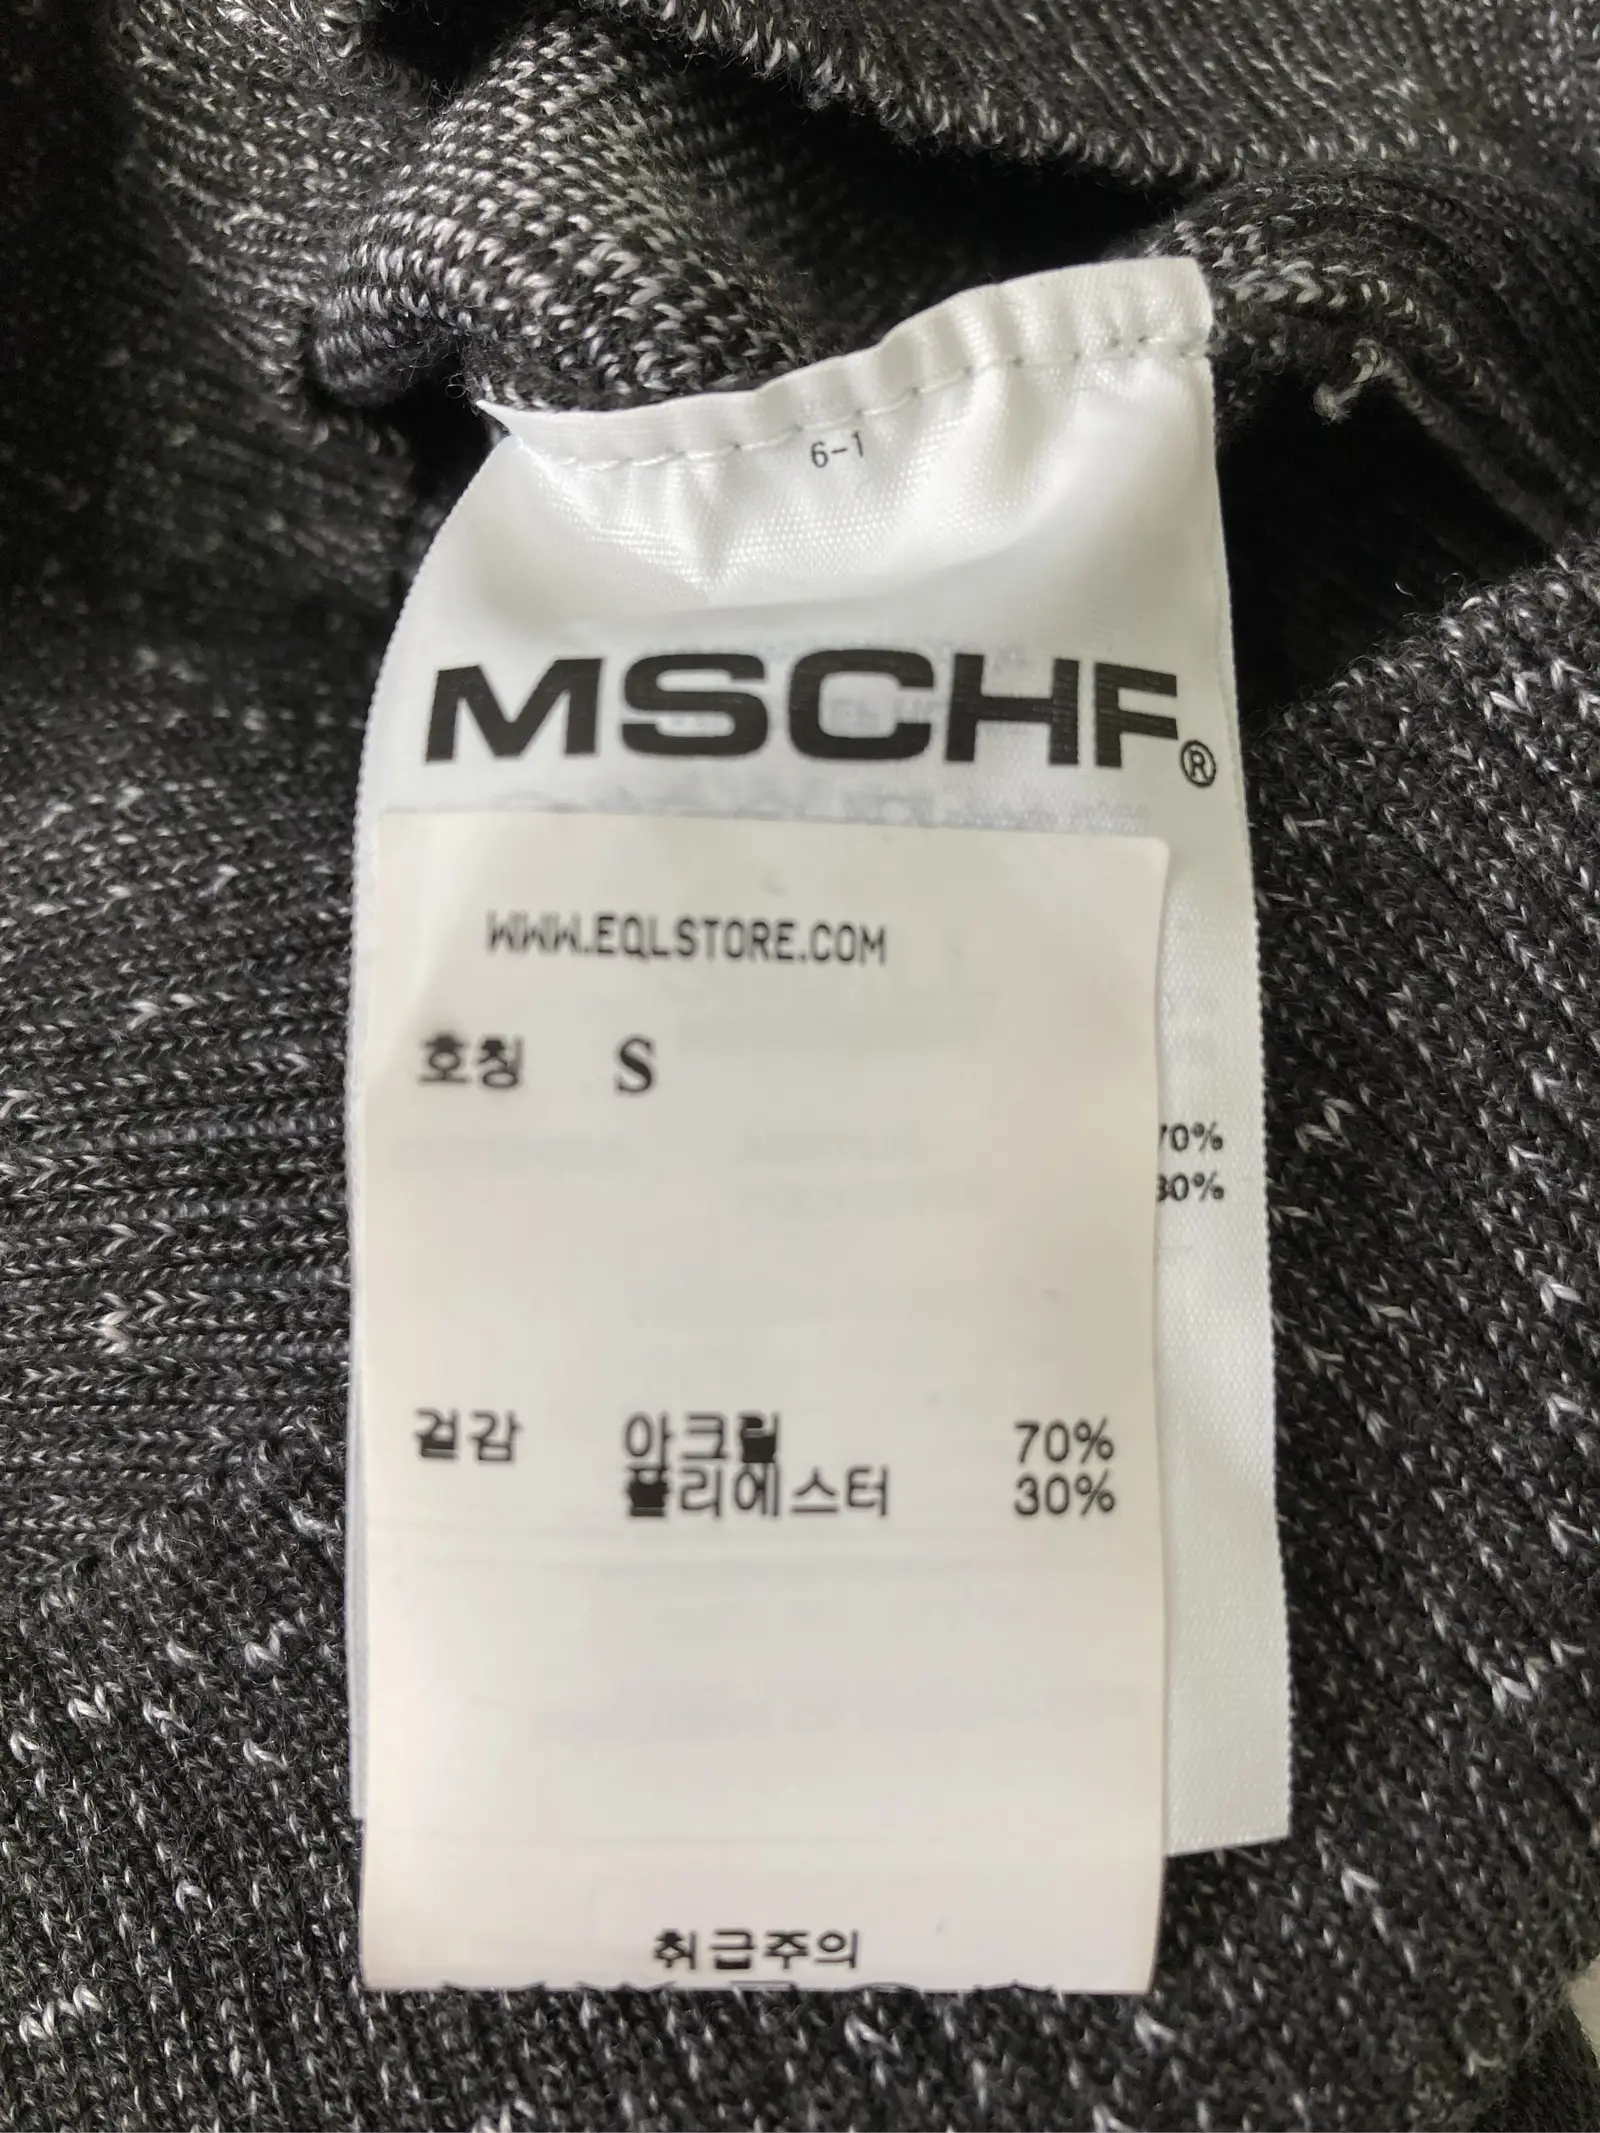 6-1
MSCHF®
WWW.EQLSTORE.COM
호칭 S
70%
30%
겉감 아크릴 70%
폴리에스터 30%
취급주의